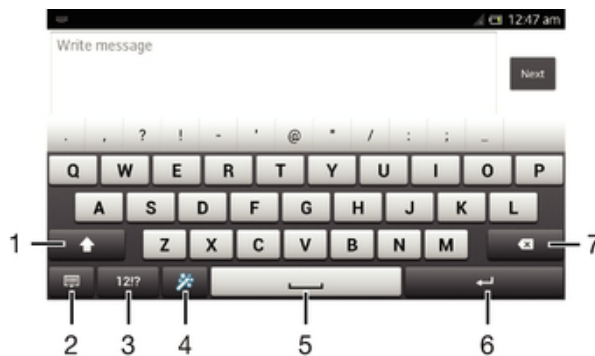 12:47 am
Write message
Next
. , ? ! - ' @ " / : ; _
Q W E R T Y U I O P
A S D F G H J K L
1 Z X C V B N M 7
12!?
2 3 4 5 6